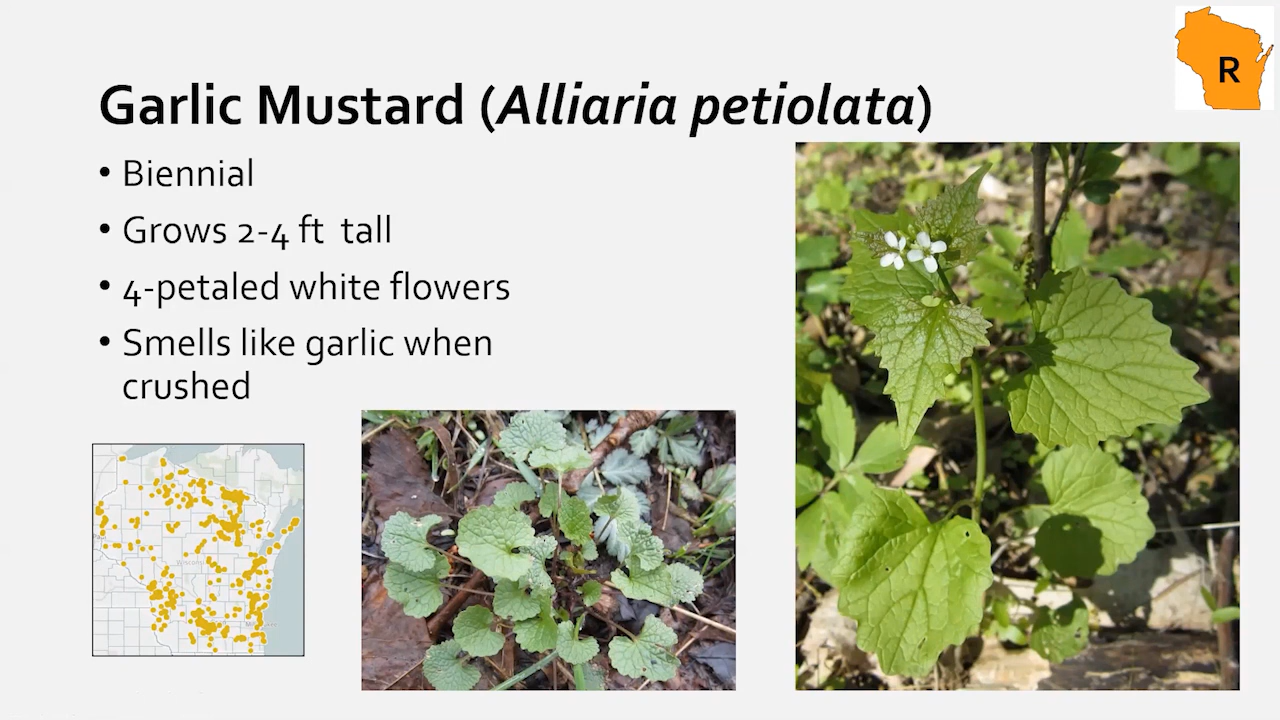 R
Garlic Mustard (Alliaria petiolata)
• Biennial
• Grows 2-4 ft  tall
• 4-petaled white flowers
• Smells like garlic when
crushed